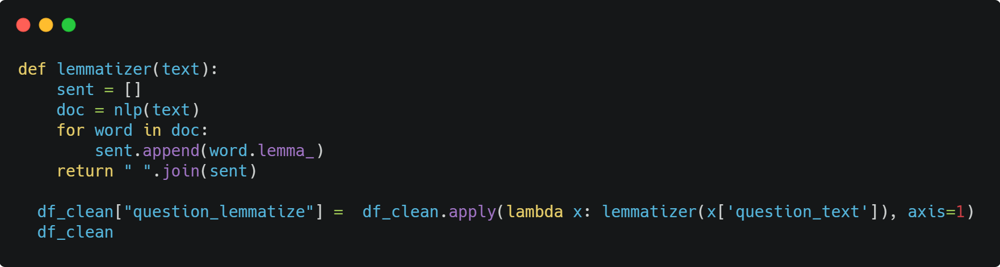 def lemmatizer(text):
    sent = []
    doc = nlp(text)
    for word in doc:
        sent.append(word.lemma_)
    return " ".join(sent)

  df_clean["question_lemmatize"] =  df_clean.apply(lambda x: lemmatizer(x['question_text']), axis=1)
  df_clean